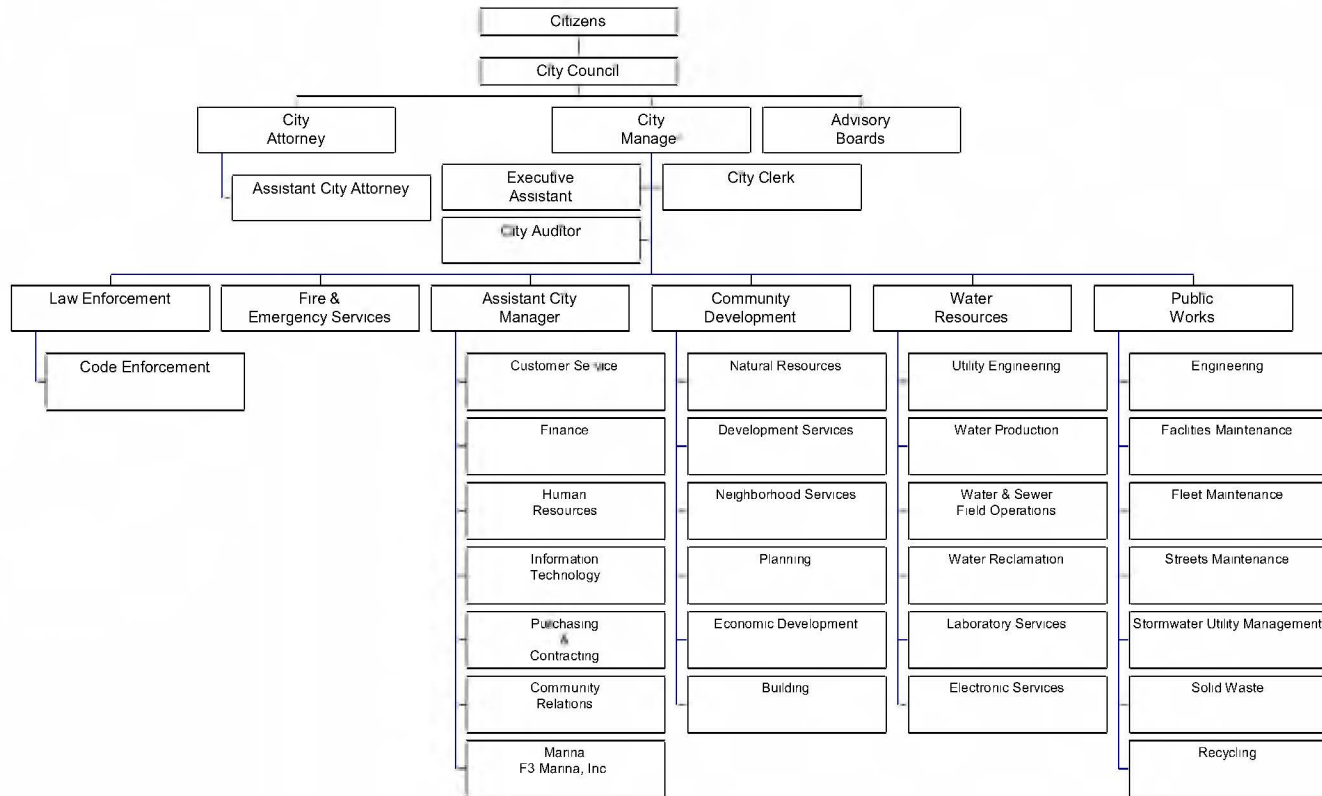 Citizens
City Council
City
Attorney
City
Manage
Advisory
Boards
Assistant City Attorney
Executive
Assistant
City Clerk
City Auditor
Law Enforcement
Fire &
Emergency Services
Assistant City
Manager
Community
Development
Water
Resources
Public
Works
Code Enforcement
Customer Service
Natural Resources
Utility Engineering
Engineering
Finance
Development Services
Water Production
Facilities Maintenance
Human
Resources
Neighborhood Services
Water & Sewer
Field Operations
Fleet Maintenance
Information
Technology
Planning
Water Reclamation
Streets Maintenance
Purchasing
&
Contracting
Economic Development
Laboratory Services
Stormwater Utility Management
Community
Relations
Building
Electronic Services
Solid Waste
Marina
F3 Marina, Inc
Recycling